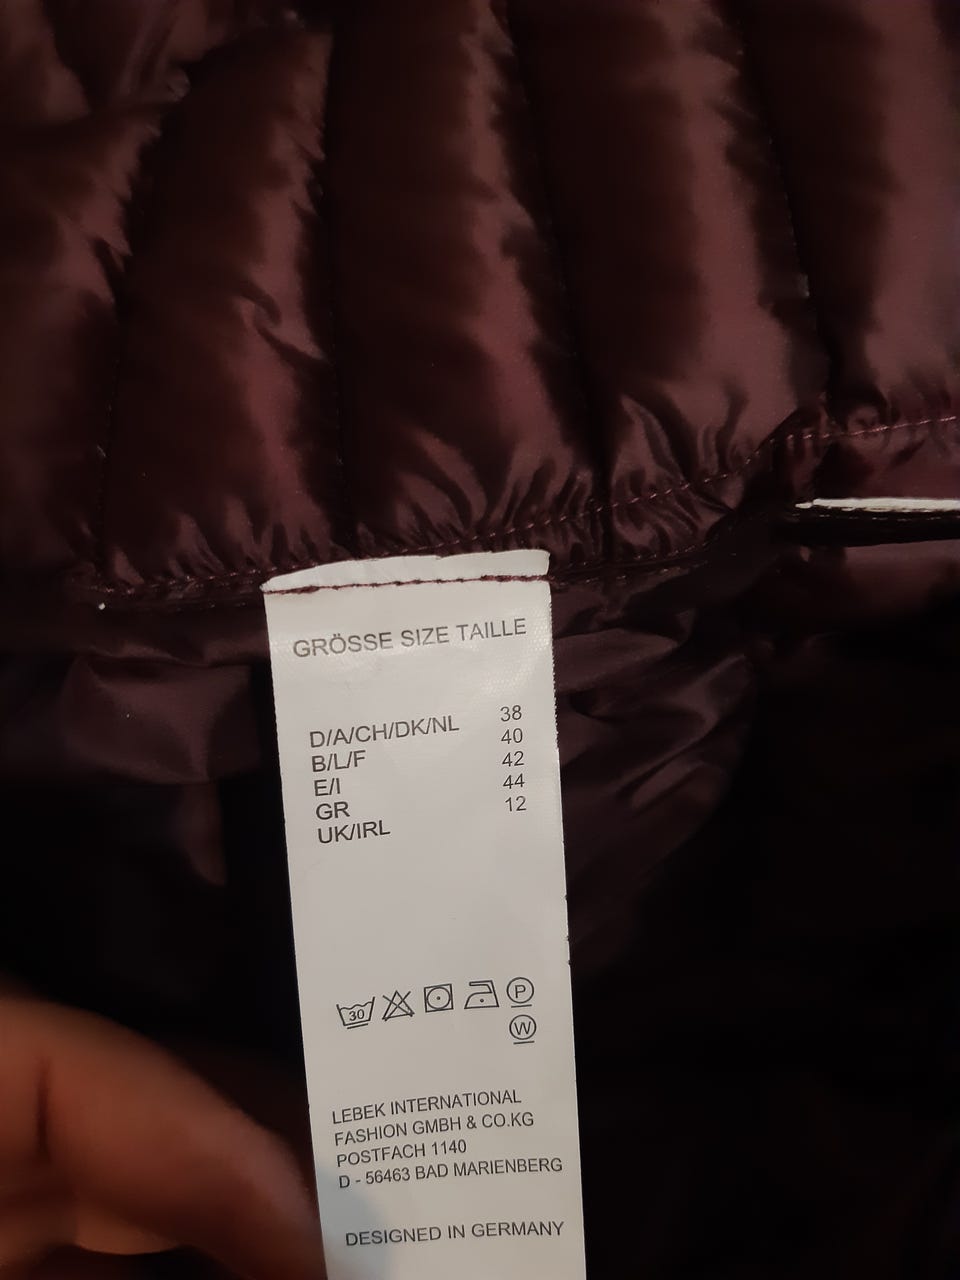 GRÖSSE SIZE TAILLE
D/A/CH/DK/NL 38
B/L/F 40
E/I 42
GR 44
UK/IRL 12
30 P
W
LEBEK INTERNATIONAL
FASHION GMBH & CO.KG
POSTFACH 1140
D - 56463 BAD MARIENBERG
DESIGNED IN GERMANY